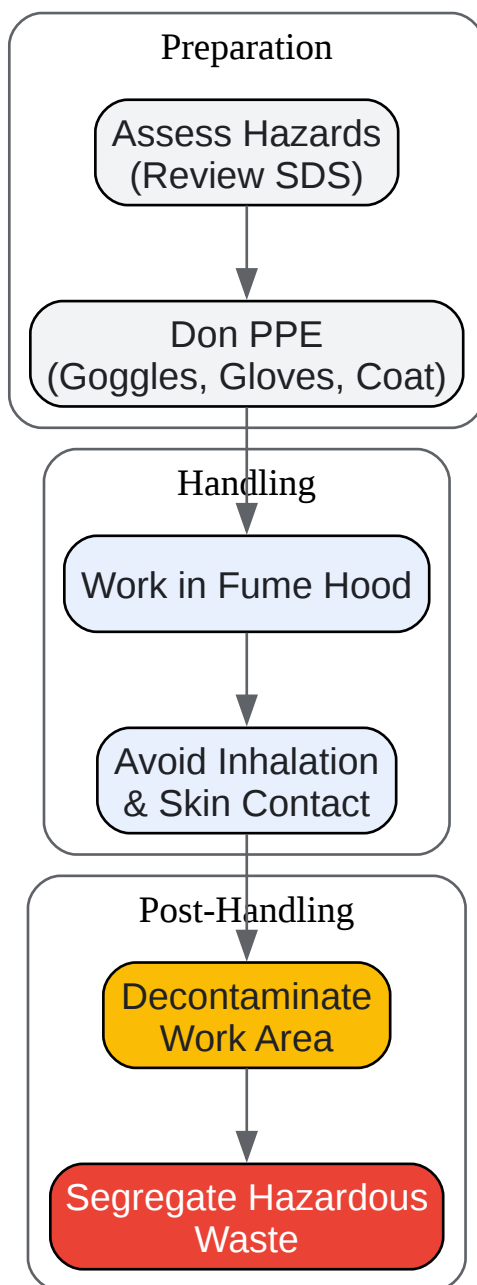 Preparation
Assess Hazards
(Review SDS)
Don PPE
(Goggles, Gloves, Coat)
Handling
Work in Fume Hood
Avoid Inhalation
& Skin Contact
Post-Handling
Decontaminate
Work Area
Segregate Hazardous
Waste